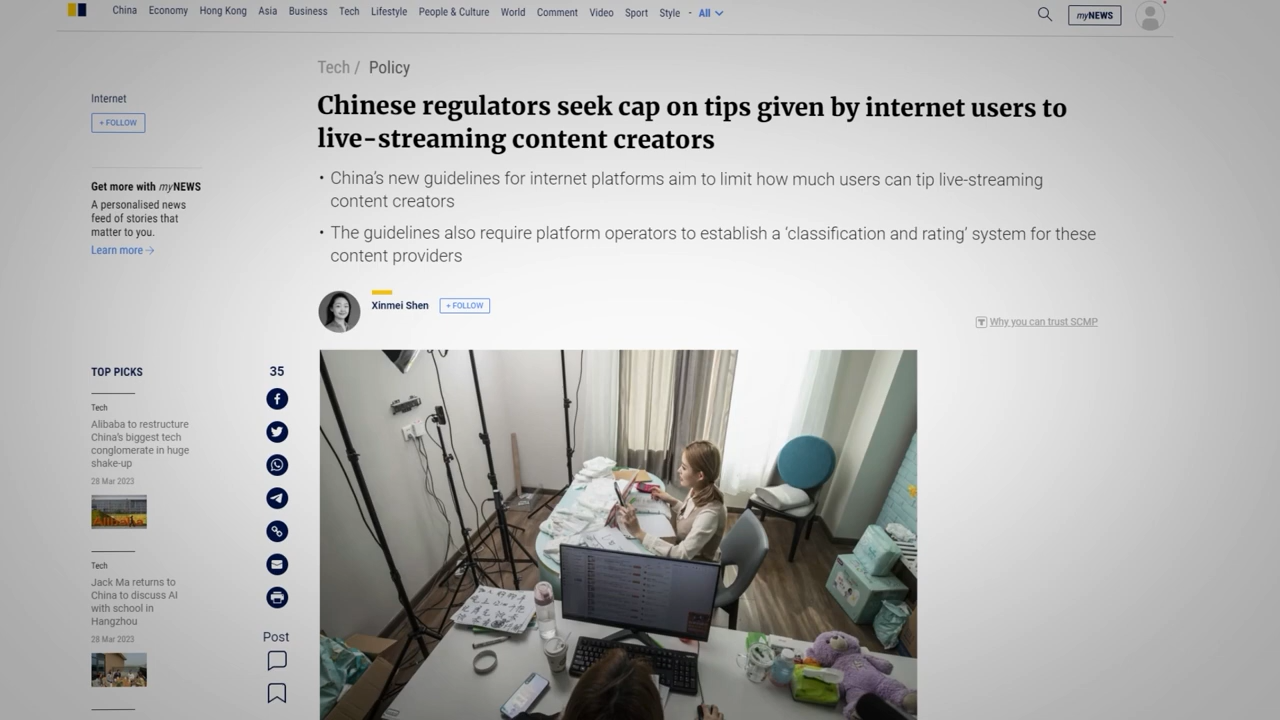 China Economy Hong Kong Asia Business Tech Lifestyle People & Culture World Comment Video Sport Style - All
myNEWS
Tech / Policy
Chinese regulators seek cap on tips given by internet users to
live-streaming content creators
• China's new guidelines for internet platforms aim to limit how much users can tip live-streaming
content creators
• The guidelines also require platform operators to establish a 'classification and rating' system for these
content providers
Xinmei Shen + FOLLOW
Why you can trust SCMP
Internet
+ FOLLOW
Get more with myNEWS
A personalised news
feed of stories that
matter to you.
Learn more →
TOP PICKS
Tech
Alibaba to restructure
China's biggest tech
conglomerate in huge
shake-up
28 Mar 2023
Tech
Jack Ma returns to
China to discuss AI
with school in
Hangzhou
28 Mar 2023
35
Post